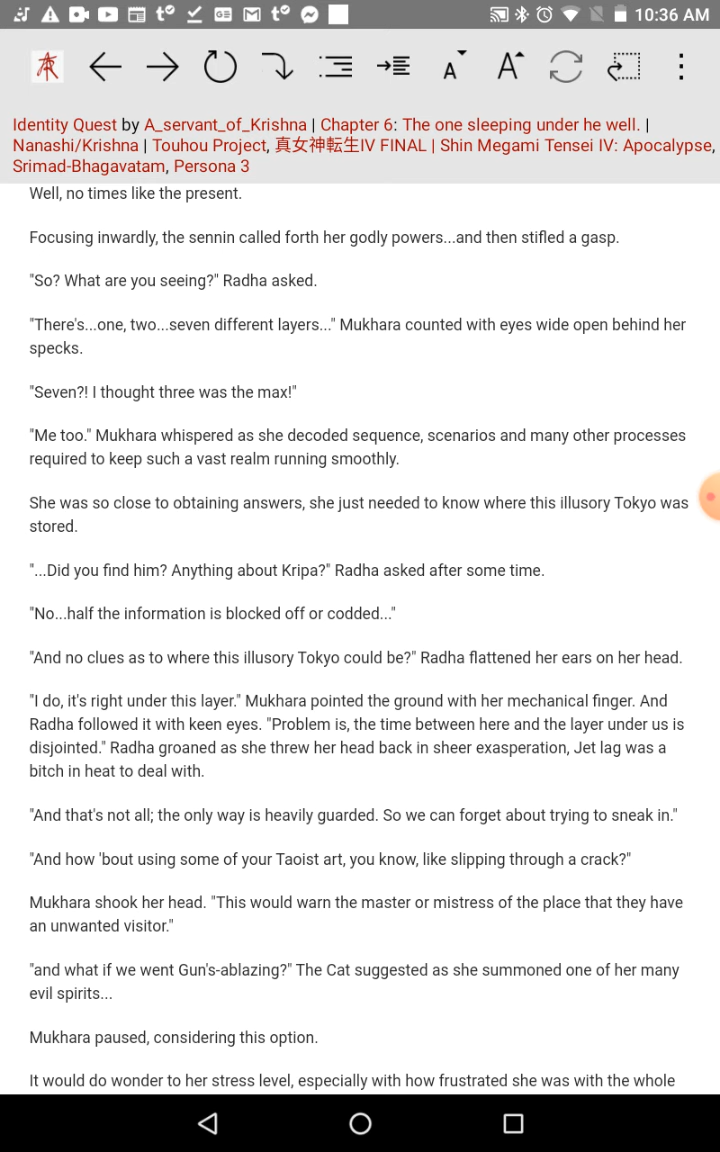 10:36 AM
Identity Quest by A_servant_of_Krishna | Chapter 6: The one sleeping under he well. |
Nanashi/Krishna | Touhou Project, 真女神転生IV FINAL | Shin Megami Tensei IV: Apocalypse,
Srimad-Bhagavatam, Persona 3
Well, no times like the present.
Focusing inwardly, the sennin called forth her godly powers...and then stifled a gasp.
"So? What are you seeing?" Radha asked.
"There's...one, two...seven different layers..." Mukhara counted with eyes wide open behind her
specks.
"Seven?! I thought three was the max!"
"Me too." Mukhara whispered as she decoded sequence, scenarios and many other processes
required to keep such a vast realm running smoothly.
She was so close to obtaining answers, she just needed to know where this illusory Tokyo was
stored.
"...Did you find him? Anything about Kripa?" Radha asked after some time.
"No...half the information is blocked off or codded..."
"And no clues as to where this illusory Tokyo could be?" Radha flattened her ears on her head.
"I do, it's right under this layer." Mukhara pointed the ground with her mechanical finger. And
Radha followed it with keen eyes. "Problem is, the time between here and the layer under us is
disjointed." Radha groaned as she threw her head back in sheer exasperation, Jet lag was a
bitch in heat to deal with.
"And that's not all; the only way is heavily guarded. So we can forget about trying to sneak in."
"And how 'bout using some of your Taoist art, you know, like slipping through a crack?"
Mukhara shook her head. "This would warn the master or mistress of the place that they have
an unwanted visitor."
"and what if we went Gun's-ablazing?" The Cat suggested as she summoned one of her many
evil spirits...
Mukhara paused, considering this option.
It would do wonder to her stress level, especially with how frustrated she was with the whole